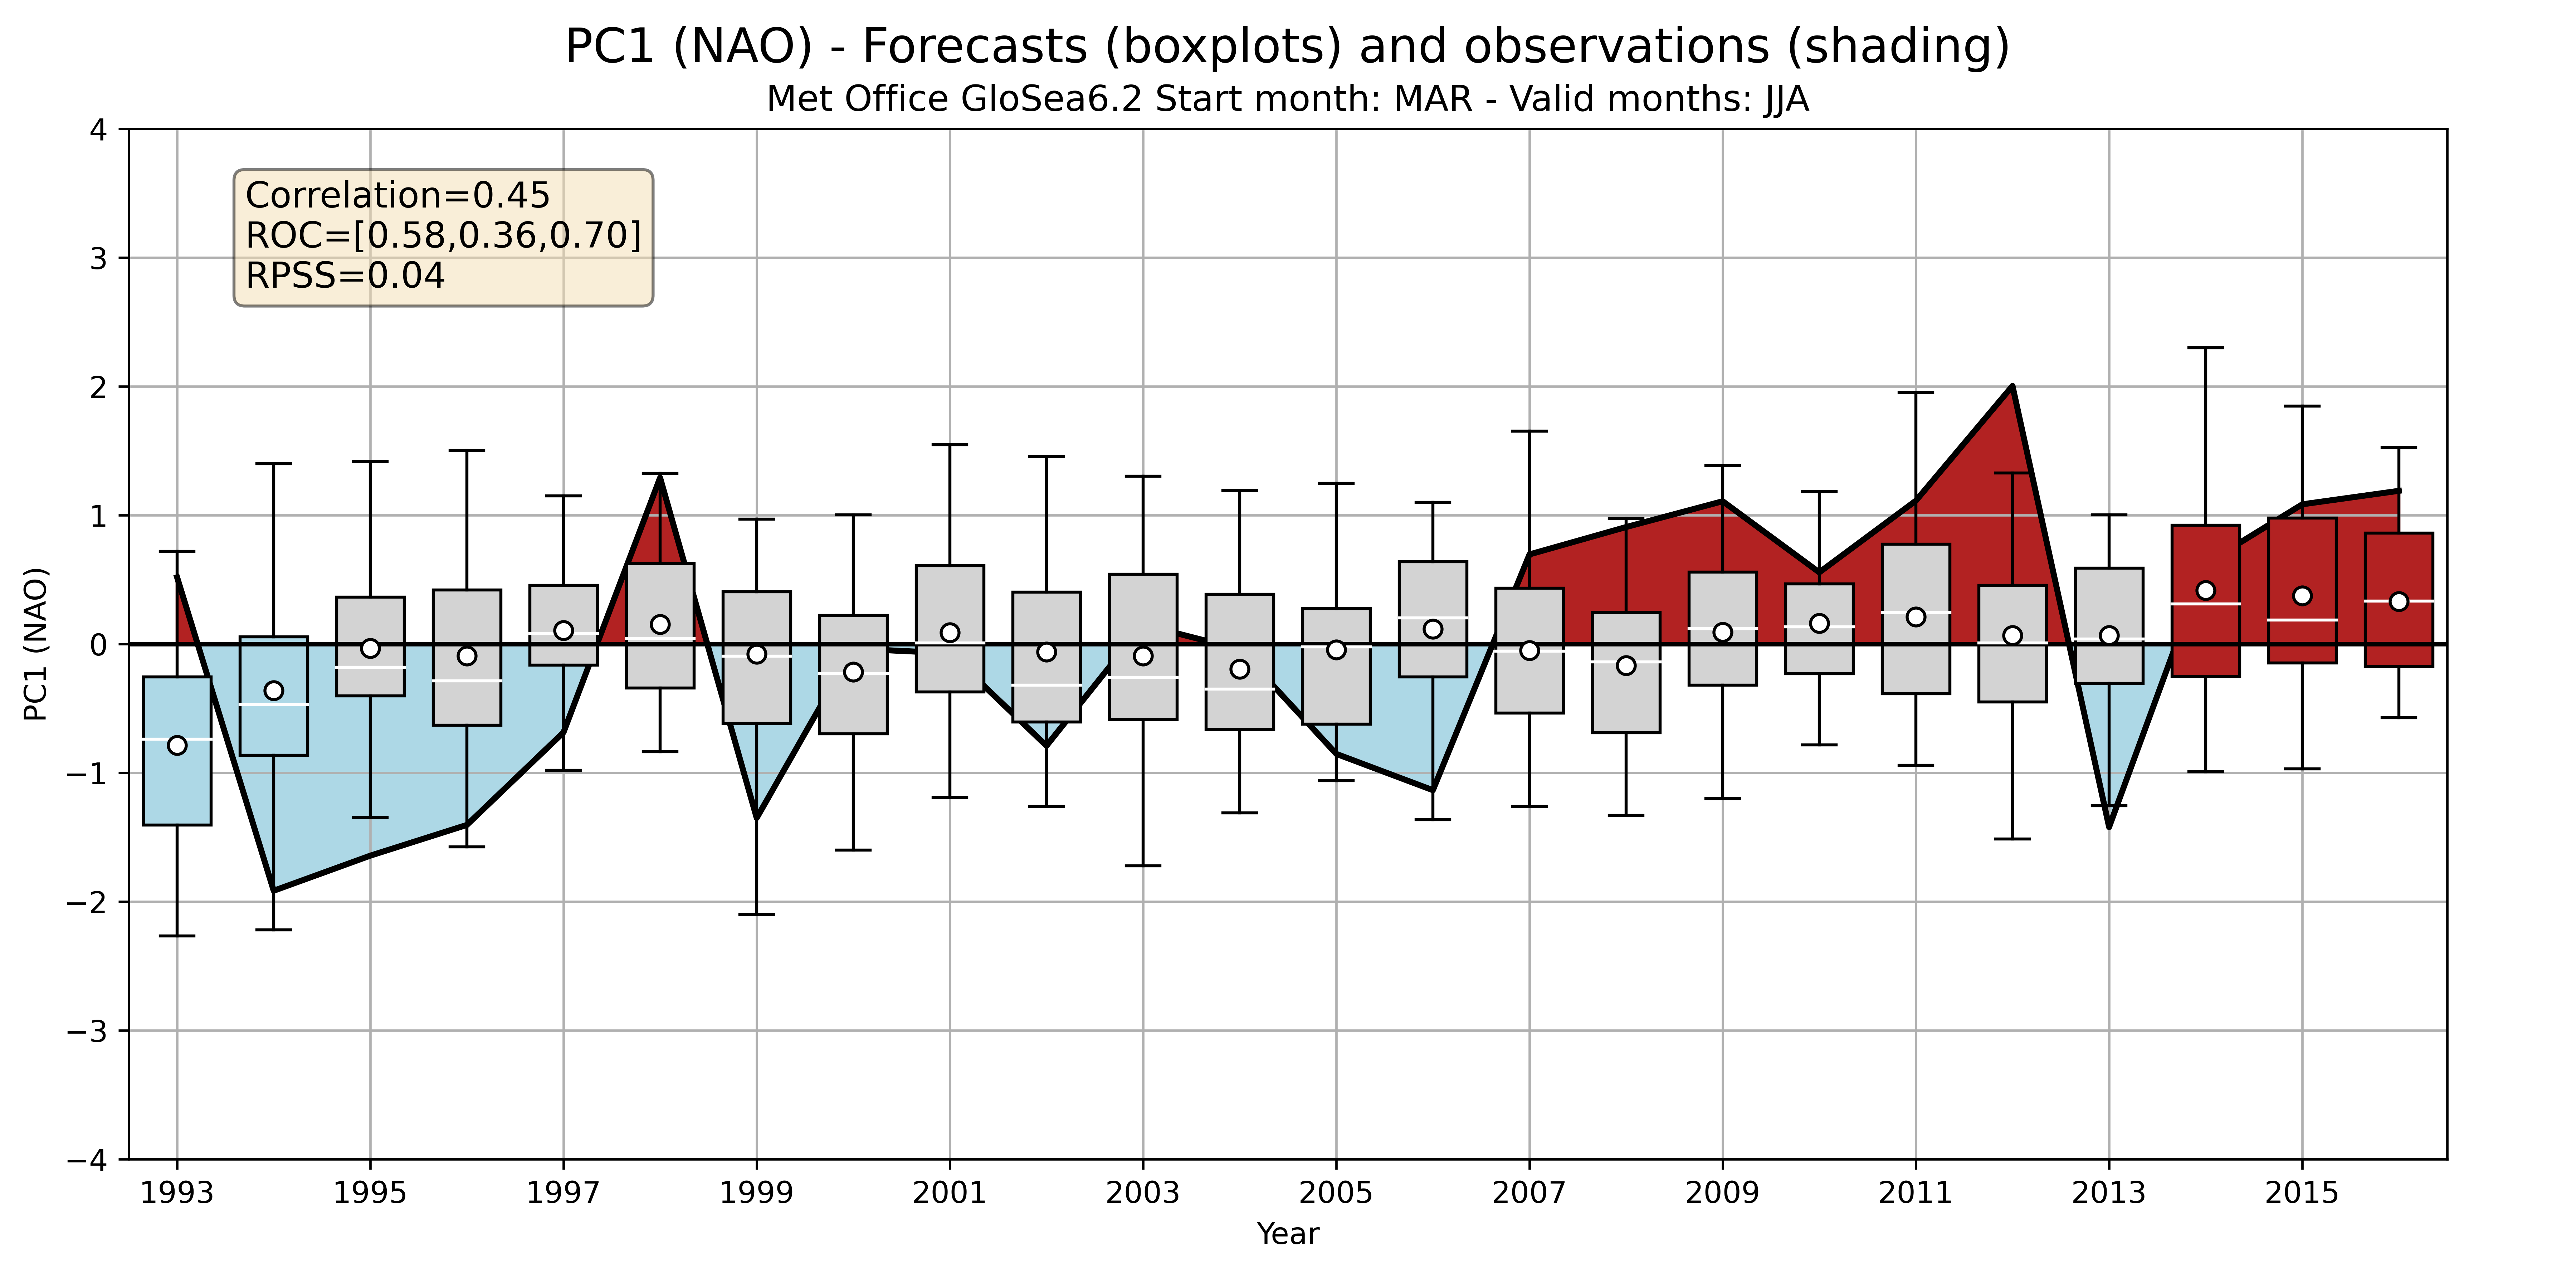 PC1 (NAO) - Forecasts (boxplots) and observations (shading)
Met Office GloSea6.2 Start month: MAR - Valid months: JJA
Correlation=0.45
ROC=[0.58,0.36,0.70]
RPSS=0.04
PC1 (NAO)
4
3
2
1
0
−1
−2
−3
−4
1993 1995 1997 1999 2001 2003 2005 2007 2009 2011 2013 2015
Year